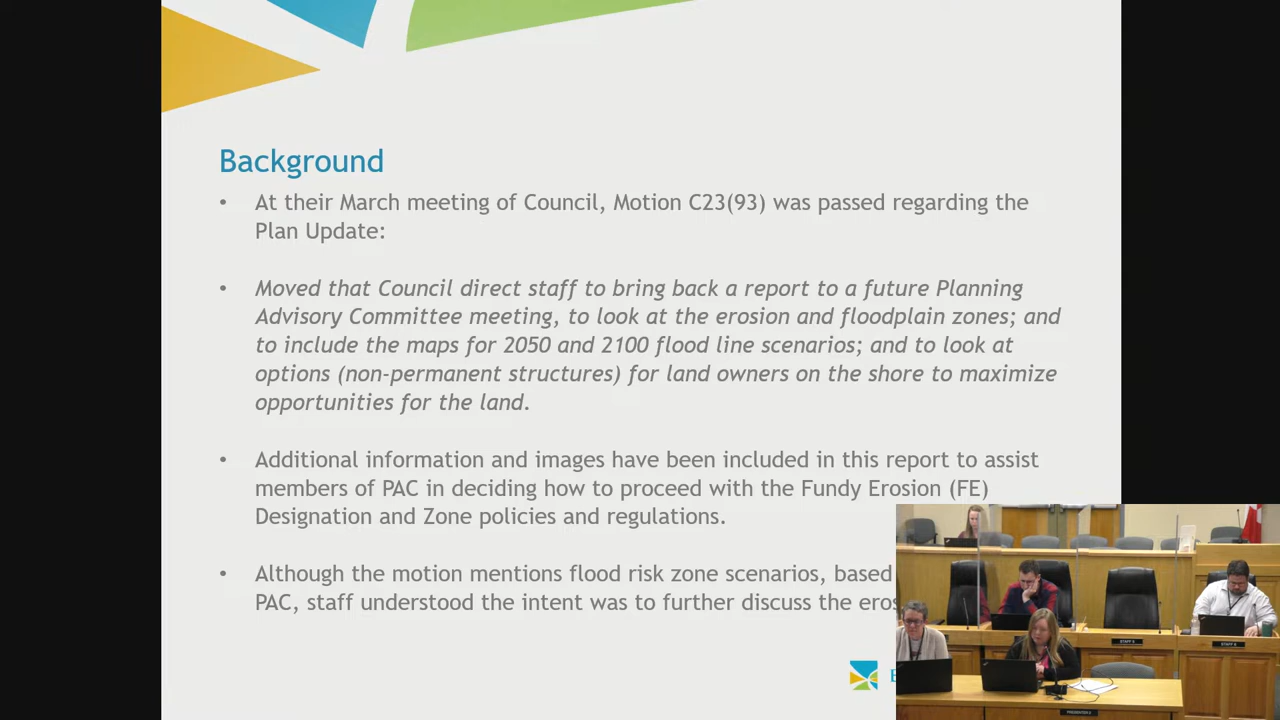 Background
• At their March meeting of Council, Motion C23(93) was passed regarding the
Plan Update:
• Moved that Council direct staff to bring back a report to a future Planning
Advisory Committee meeting, to look at the erosion and floodplain zones; and
to include the maps for 2050 and 2100 flood line scenarios; and to look at
options (non-permanent structures) for land owners on the shore to maximize
opportunities for the land.
• Additional information and images have been included in this report to assist
members of PAC in deciding how to proceed with the Fundy Erosion (FE)
Designation and Zone policies and regulations.
• Although the motion mentions flood risk zone scenarios, based
PAC, staff understood the intent was to further discuss the